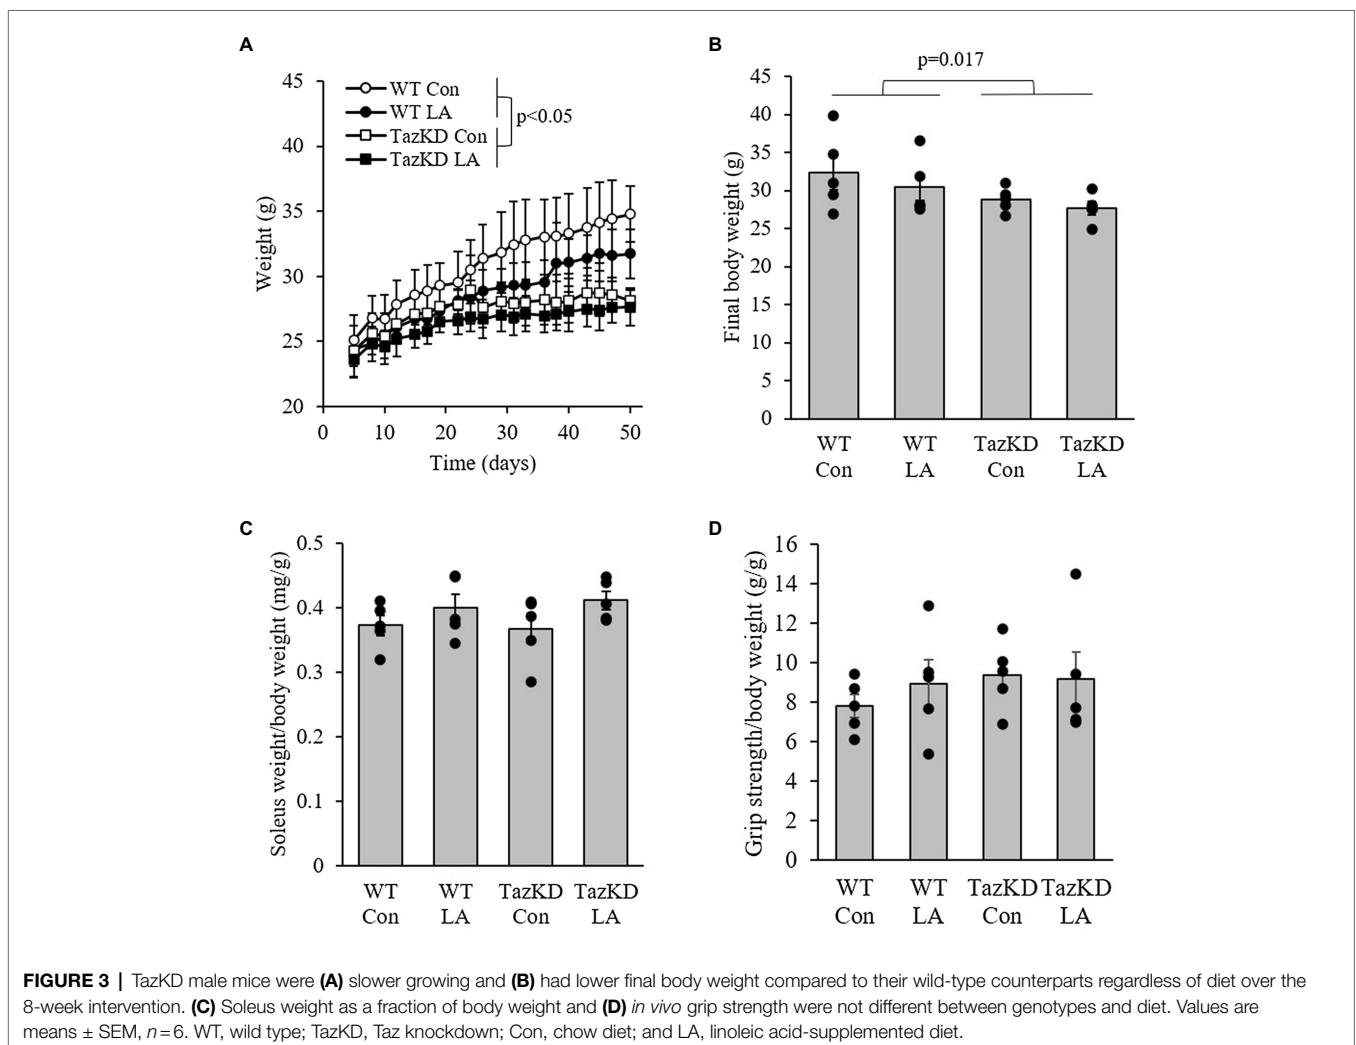 A
45
40
35
30
25
20
Weight (g)
WT Con
WT LA
TazKD Con
TazKD LA
p<0.05
0 10 20 30 40 50
Time (days)
B
p=0.017
45
40
35
30
25
20
15
10
5
0
Final body weight (g)
WT WT TazKD TazKD
Con LA Con LA
C
0.5
0.4
0.3
0.2
0.1
0
Soleus weight/body weight (mg/g)
WT WT TazKD TazKD
Con LA Con LA
D
16
14
12
10
8
6
4
2
0
Grip strength/body weight (g/g)
WT WT TazKD TazKD
Con LA Con LA
FIGURE 3 | TazKD male mice were (A) slower growing and (B) had lower final body weight compared to their wild-type counterparts regardless of diet over the
8-week intervention. (C) Soleus weight as a fraction of body weight and (D) in vivo grip strength were not different between genotypes and diet. Values are
means ± SEM, n = 6. WT, wild type; TazKD, Taz knockdown; Con, chow diet; and LA, linoleic acid-supplemented diet.